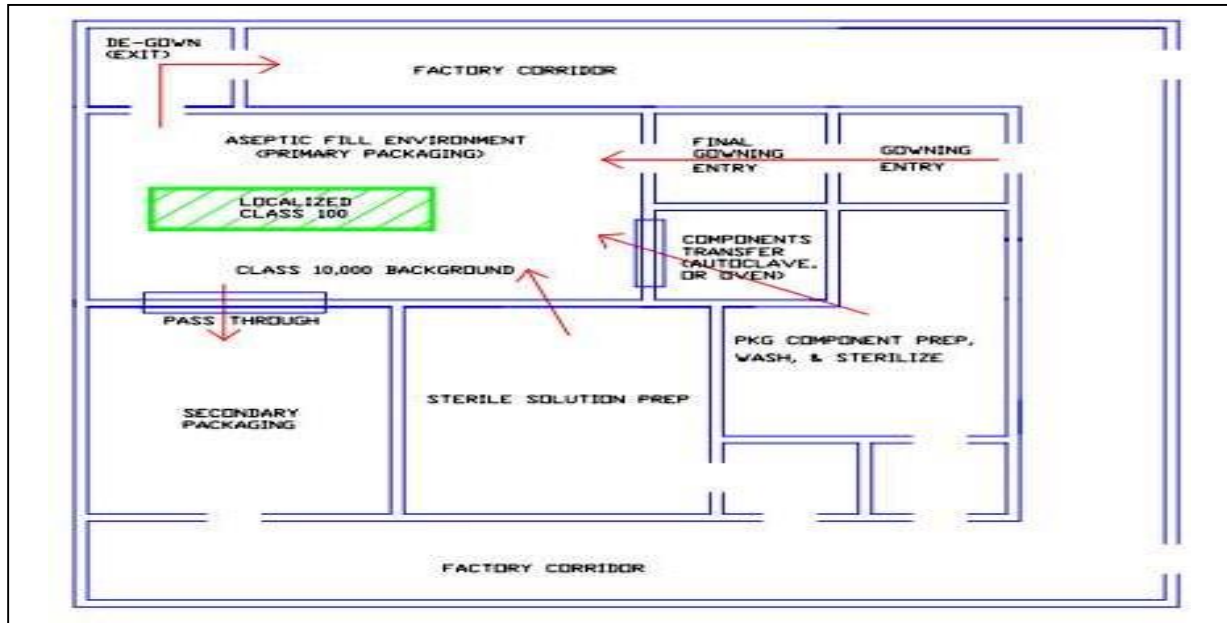 DE-GOWN
(EXIT)
FACTORY CORRIDOR
ASEPTIC FILL ENVIRONMENT
(PRIMARY PACKAGING)
FINAL
GOWNING
ENTRY
GOWNING
ENTRY
LOCALIZED
CLASS 100
COMPONENTS
TRANSFER
(AUTOCLAVE,
OR OVEN)
CLASS 10,000 BACKGROUND
PASS THROUGH
PKG COMPONENT PREP,
WASH, & STERILIZE
STERILE SOLUTION PREP
SECONDARY
PACKAGING
FACTORY CORRIDOR